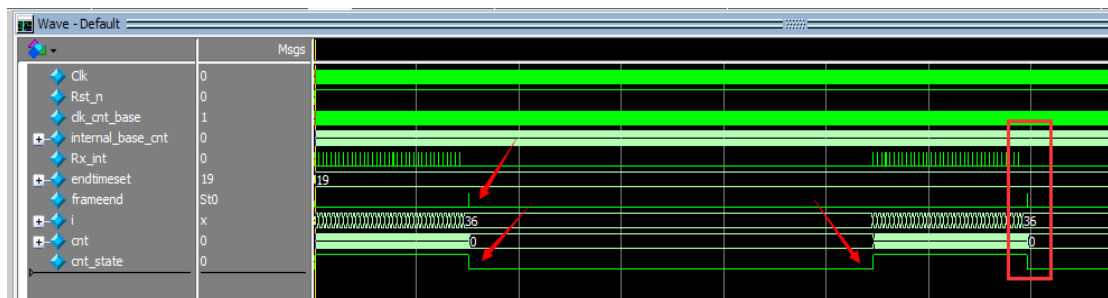 Wave - Default
Msgs
Clk 0
Rst_n 0
clk_cnt_base 1
internal_base_cnt 0
Rx_int 0
endtimeset 19 19
frameend St0
i x 36 36
cnt 0 0 0
cnt_state 0